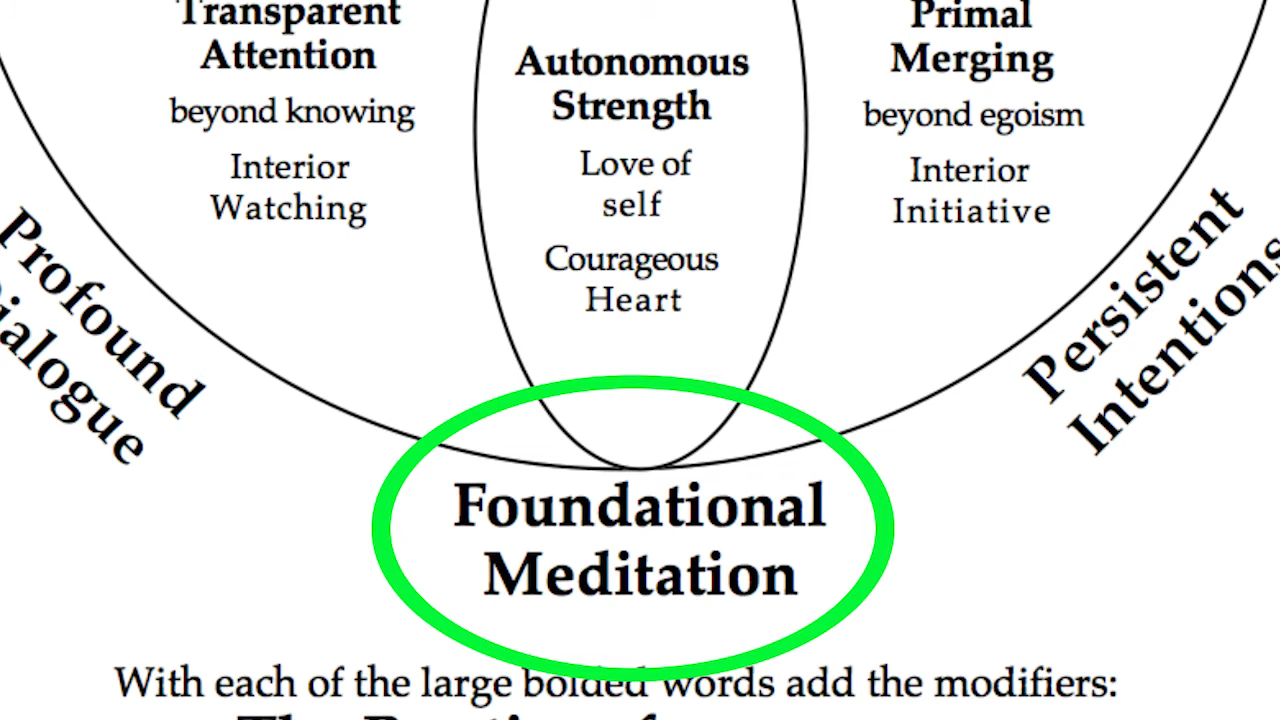 Transparent
Attention
beyond knowing
Interior
Watching
Autonomous
Strength
Love of
self
Courageous
Heart
Primal
Merging
beyond egoism
Interior
Initiative
Profound
Persistent
Intentions
Foundational
Meditation
With each of the large bolded words add the modifiers: